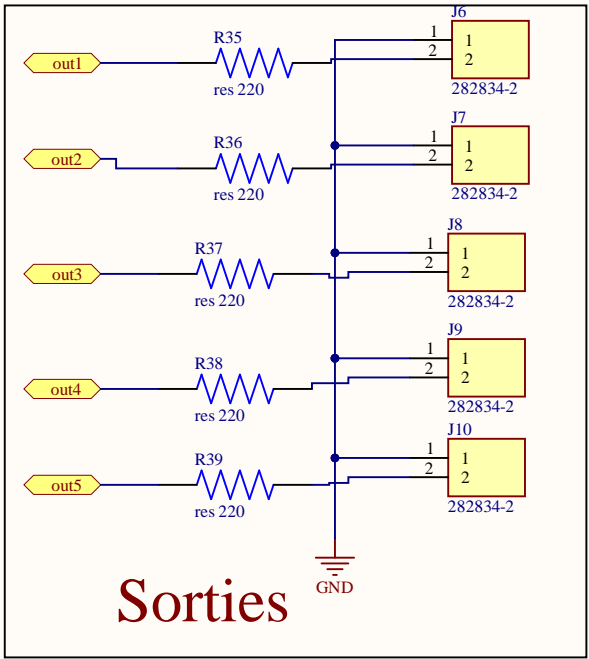 J6
R35
1
1
out1
2
2
res 220
282834-2
J7
R36
1
1
out2
2
2
res 220
282834-2
J8
R37
1
1
out3
2
2
res 220
282834-2
J9
R38
1
1
out4
2
2
res 220
282834-2
J10
R39
1
1
out5
2
2
res 220
282834-2
GND
Sorties